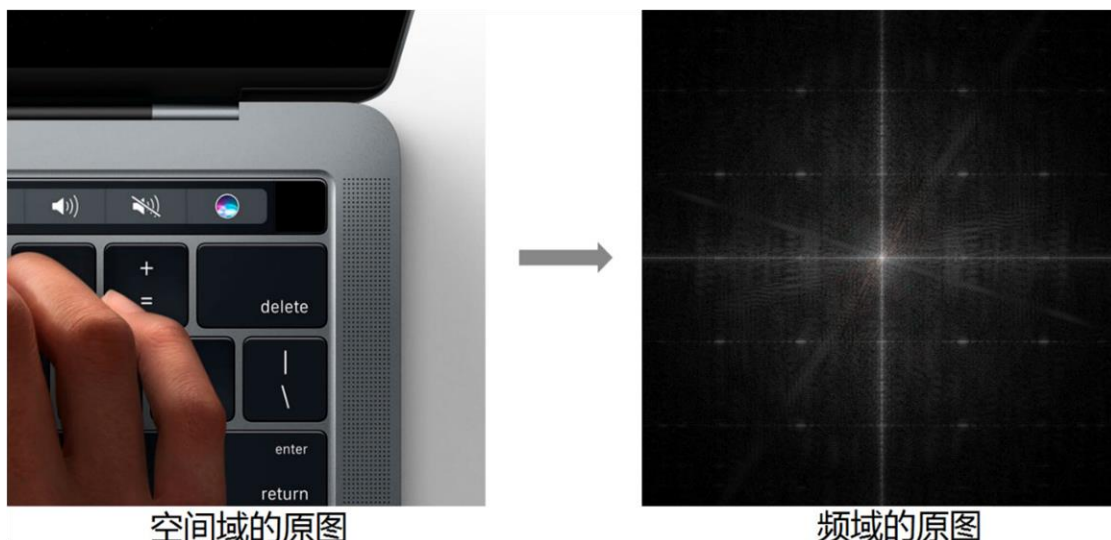 +
=
delete
|
\
enter
return
空间域的原图
频域的原图